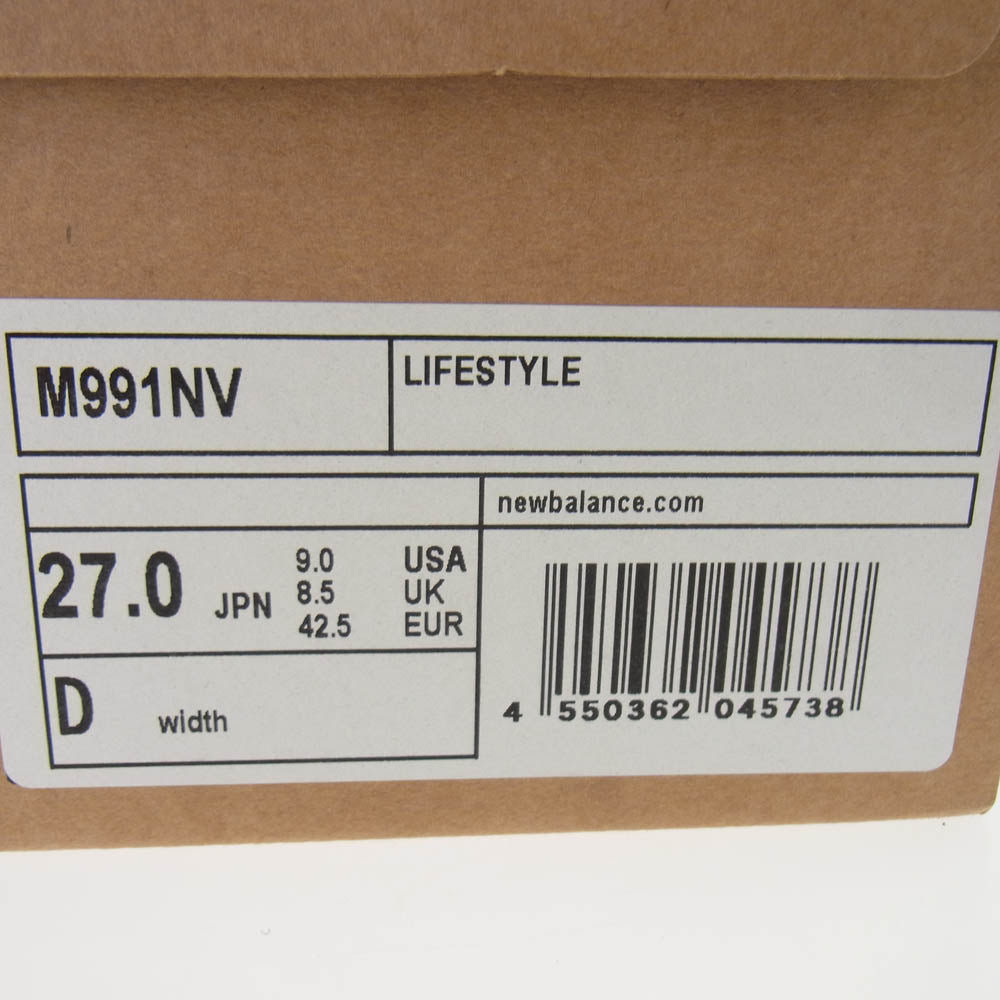 M991NV
LIFESTYLE
newbalance.com
27.0 JPN
9.0 USA
8.5 UK
42.5 EUR
D width
4 550362 045738